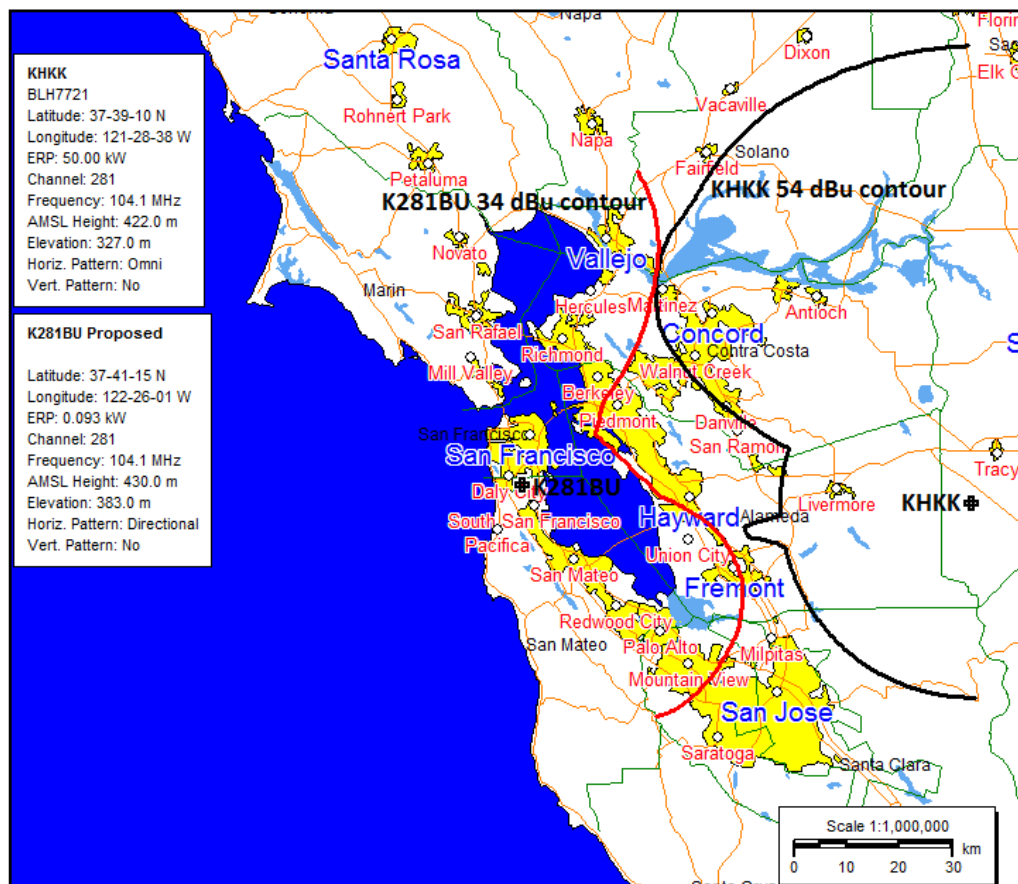 KHKK
BLH7721
Latitude: 37-39-10 N
Longitude: 121-28-38 W
ERP: 50.00 kW
Channel: 281
Frequency: 104.1 MHz
AMSL Height: 422.0 m
Elevation: 327.0 m
Horiz. Pattern: Omni
Vert. Pattern: No
K281BU Proposed
Latitude: 37-41-15 N
Longitude: 122-26-01 W
ERP: 0.093 kW
Channel: 281
Frequency: 104.1 MHz
AMSL Height: 430.0 m
Elevation: 383.0 m
Horiz. Pattern: Directional
Vert. Pattern: No
Napa
Santa Rosa
Dixon
Elk
Rohnert Park
Vacaville
Napa
Petaluma
Fairfield
Solano
K281BU 34 dBu contour
KHKK 54 dBu contour
Novato
Vallejo
Marin
Hercules
Martinez
Antioch
San Rafael
Concord
Richmond
Contra Costa
Mill Valley
Walnut Creek
Berkeley
Piedmont
Danville
San Francisco
San Ramon
San Francisco
Tracy
Daly City
K281BU
Livermore
KHKK
South San Francisco
Hayward
Alameda
Pacifica
Union City
San Mateo
Fremont
Redwood City
San Mateo
Palo Alto
Milpitas
Mountain View
San Jose
Saratoga
Santa Clara
Scale 1:1,000,000
km
0 10 20 30